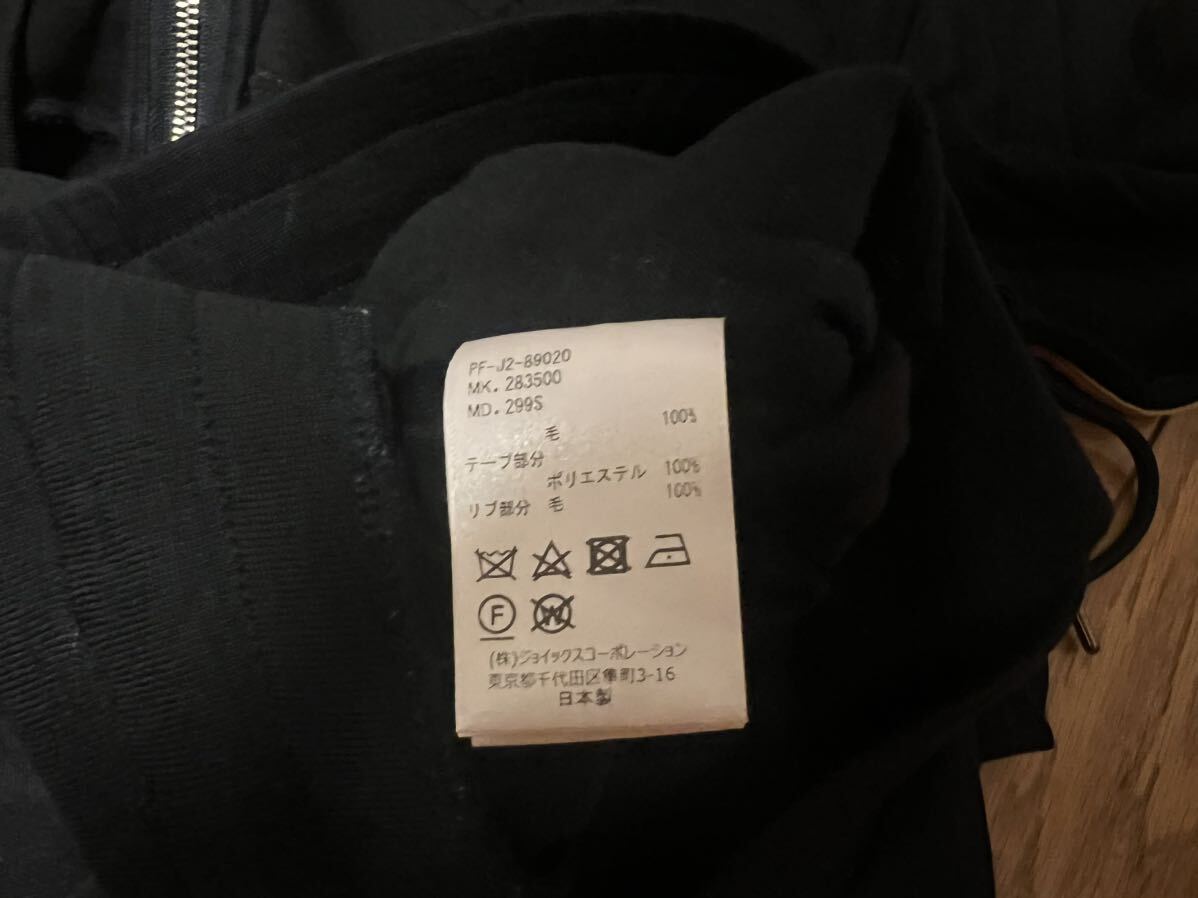 PF-J2-89020
MK. 283500
MD. 299S
毛 100%
テープ部分
ポリエステル 100%
リブ部分 毛 100%
F W
(株)ジョイックスコーポレーション
東京都千代田区隼町3-16
日本製